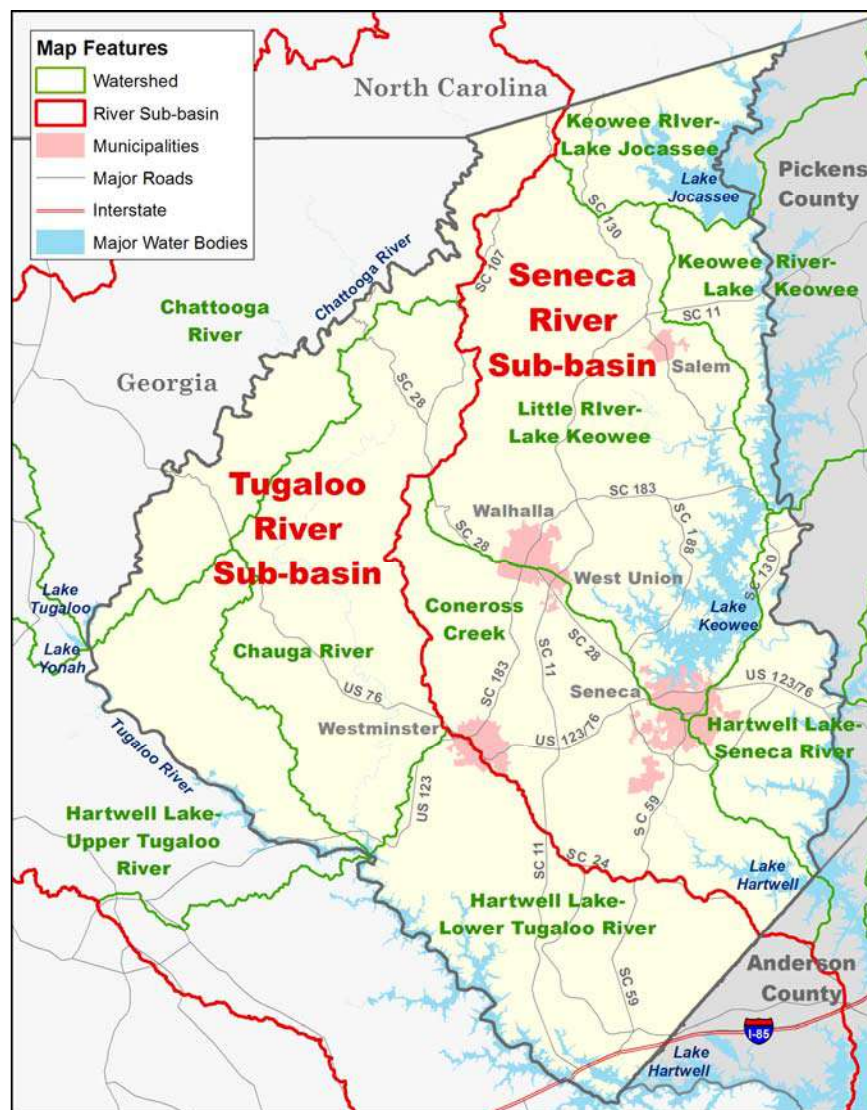 Map Features
Watershed
River Sub-basin
Municipalities
Major Roads
Interstate
Major Water Bodies
North Carolina
Keowee RIver-
Lake Jocassee
Lake
Jocassee
Pickens
County
SC 130
SC 107
Chattooga River
Chattooga
River
Georgia
Seneca
River
Sub-basin
Keowee River-
Lake Keowee
SC 11
Salem
Little RIver-
Lake Keowee
SC 28
Tugaloo
River
Sub-basin
SC 183
Walhalla
SC 28
SC 188
SC 130
West Union
Lake
Tugaloo
Lake
Yonah
Coneross
Creek
Lake
Keowee
Chauga River
SC 28
SC 183
SC 11
Seneca
US 123/76
US 76
Westminster
US 123/76
Hartwell Lake-
Seneca River
Tugaloo River
US 123
SC 59
Hartwell Lake-
Upper Tugaloo
River
SC 11
SC 24
Lake
Hartwell
Hartwell Lake-
Lower Tugaloo River
SC 59
Anderson
County
I-85
Lake
Hartwell